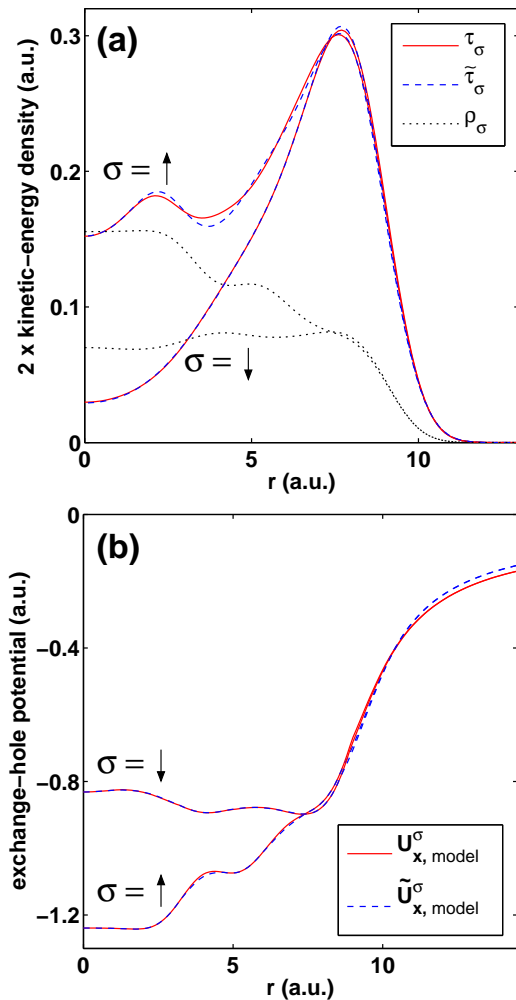 (a)
τσ
τ̃σ
ρσ
σ = ↑
σ = ↓
2 x kinetic−energy density (a.u.)
0.3
0.2
0.1
0
0 5 10
r (a.u.)
(b)
0
−0.4
−0.8
−1.2
exchange−hole potential (a.u.)
σ = ↓
σ = ↑
Uσx, model
Ũσx, model
0 5 10
r (a.u.)